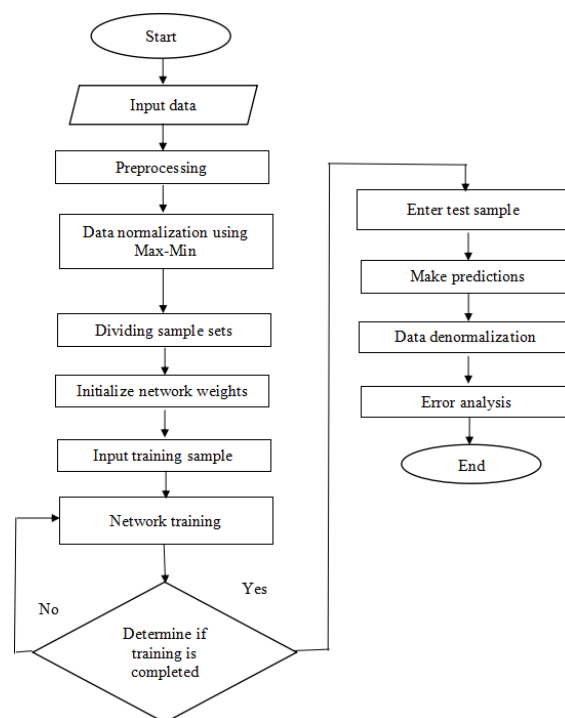 Start
Input data
Preprocessing
Data normalization using
Max-Min
Dividing sample sets
Initialize network weights
Input training sample
Network training
No
Yes
Determine if
training is
completed
Enter test sample
Make predictions
Data denormalization
Error analysis
End